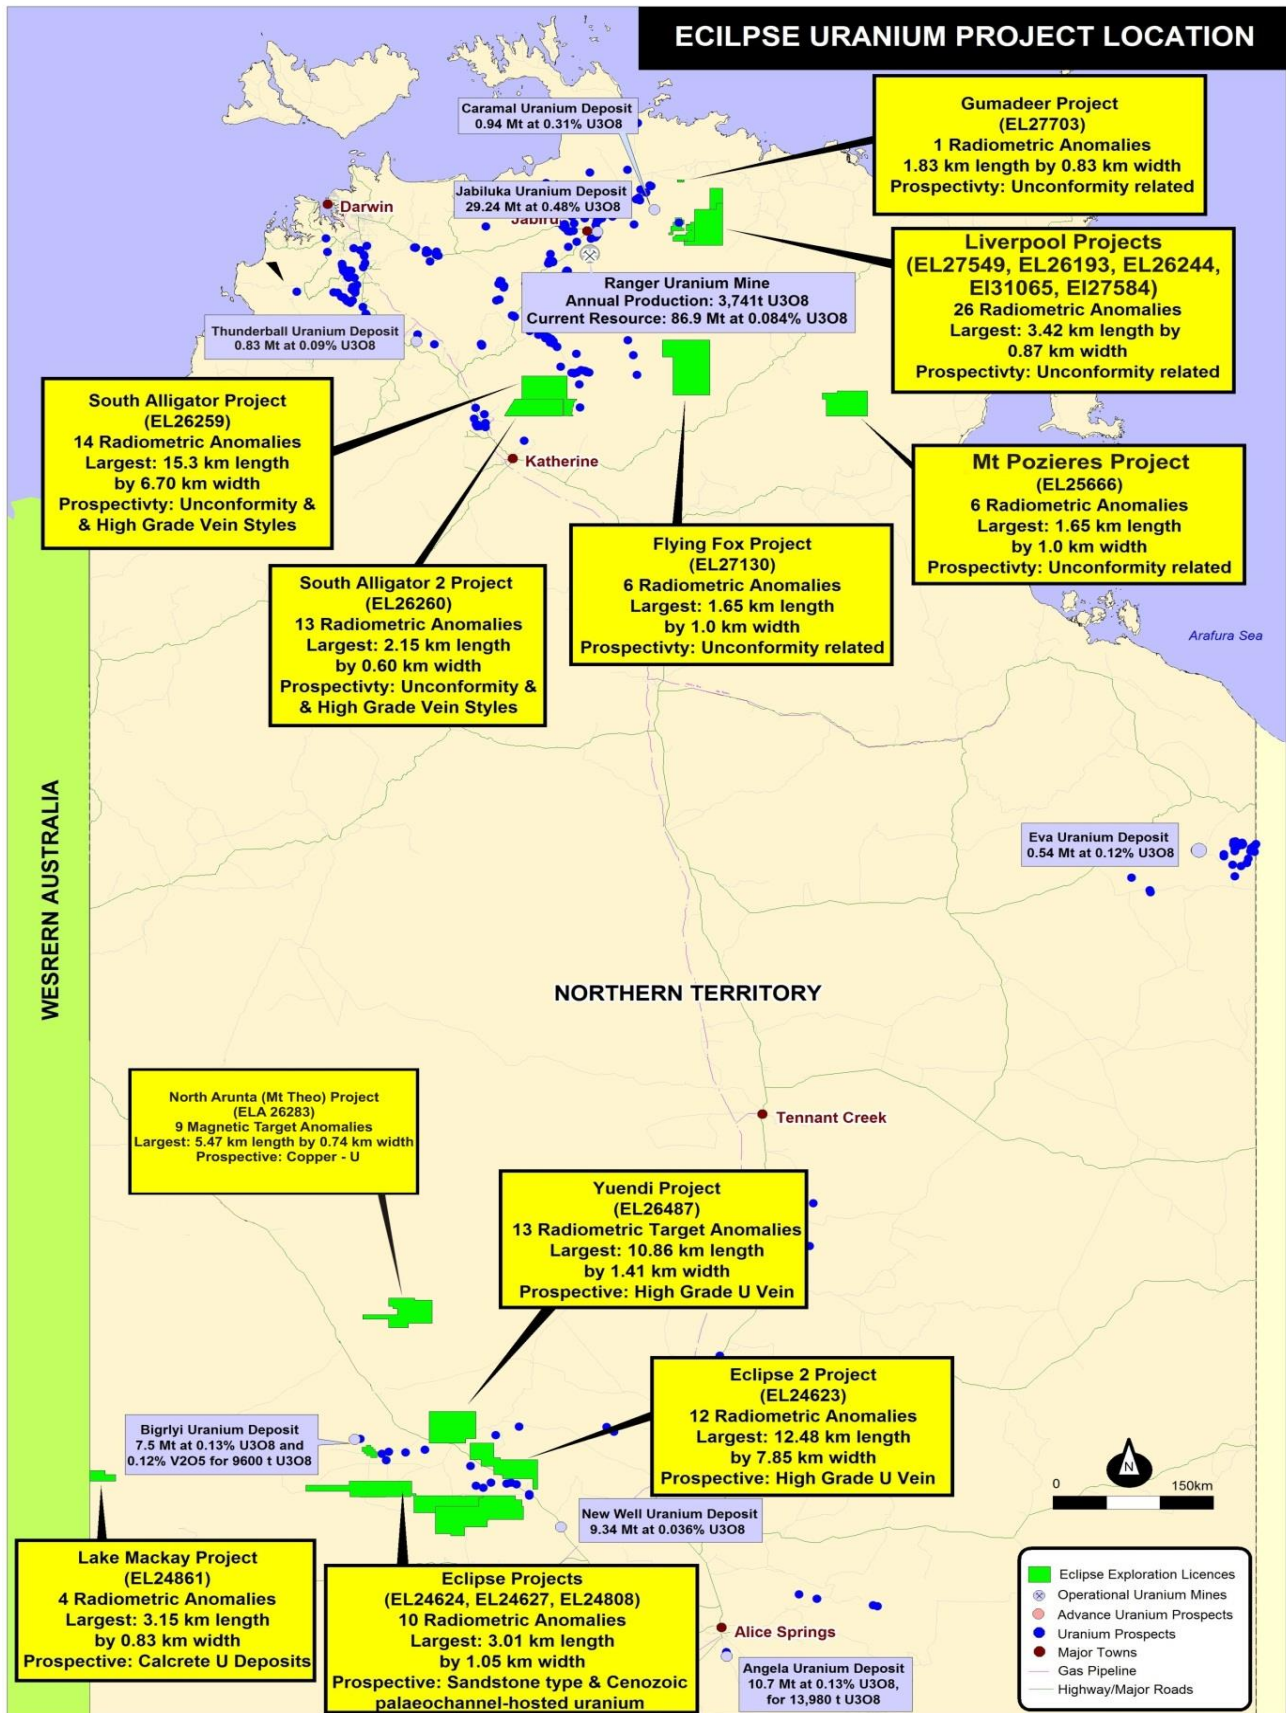 ECILPSE URANIUM PROJECT LOCATION
Caramal Uranium Deposit
0.94 Mt at 0.31% U3O8
Gumadeer Project
(EL27703)
1 Radiometric Anomalies
1.83 km length by 0.83 km width
Prospectivty: Unconformity related
Jabiluka Uranium Deposit
29.24 Mt at 0.48% U3O8
Jabiru
Darwin
Liverpool Projects
(EL27549, EL26193, EL26244,
El31065, El27584)
26 Radiometric Anomalies
Largest: 3.42 km length by
0.87 km width
Prospectivty: Unconformity related
Ranger Uranium Mine
Annual Production: 3,741t U3O8
Current Resource: 86.9 Mt at 0.084% U3O8
Thunderball Uranium Deposit
0.83 Mt at 0.09% U3O8
South Alligator Project
(EL26259)
14 Radiometric Anomalies
Largest: 15.3 km length
by 6.70 km width
Prospectivty: Unconformity &
& High Grade Vein Styles
Katherine
Mt Pozieres Project
(EL25666)
6 Radiometric Anomalies
Largest: 1.65 km length
by 1.0 km width
Prospectivty: Unconformity related
Flying Fox Project
(EL27130)
6 Radiometric Anomalies
Largest: 1.65 km length
by 1.0 km width
Prospectivty: Unconformity related
South Alligator 2 Project
(EL26260)
13 Radiometric Anomalies
Largest: 2.15 km length
by 0.60 km width
Prospectivty: Unconformity &
& High Grade Vein Styles
Arafura Sea
WESRERN AUSTRALIA
Eva Uranium Deposit
0.54 Mt at 0.12% U3O8
NORTHERN TERRITORY
North Arunta (Mt Theo) Project
(ELA 26283)
9 Magnetic Target Anomalies
Largest: 5.47 km length by 0.74 km width
Prospective: Copper - U
Tennant Creek
Yuendi Project
(EL26487)
13 Radiometric Target Anomalies
Largest: 10.86 km length
by 1.41 km width
Prospective: High Grade U Vein
Eclipse 2 Project
(EL24623)
12 Radiometric Anomalies
Largest: 12.48 km length
by 7.85 km width
Prospective: High Grade U Vein
Bigrlyi Uranium Deposit
7.5 Mt at 0.13% U3O8 and
0.12% V2O5 for 9600 t U3O8
N
0 150km
New Well Uranium Deposit
9.34 Mt at 0.036% U3O8
Lake Mackay Project
(EL24861)
4 Radiometric Anomalies
Largest: 3.15 km length
by 0.83 km width
Prospective: Calcrete U Deposits
Eclipse Projects
(EL24624, EL24627, EL24808)
10 Radiometric Anomalies
Largest: 3.01 km length
by 1.05 km width
Prospective: Sandstone type & Cenozoic
palaeochannel-hosted uranium
Alice Springs
Angela Uranium Deposit
10.7 Mt at 0.13% U3O8,
for 13,980 t U3O8
Eclipse Exploration Licences
Operational Uranium Mines
Advance Uranium Prospects
Uranium Prospects
Major Towns
Gas Pipeline
Highway/Major Roads